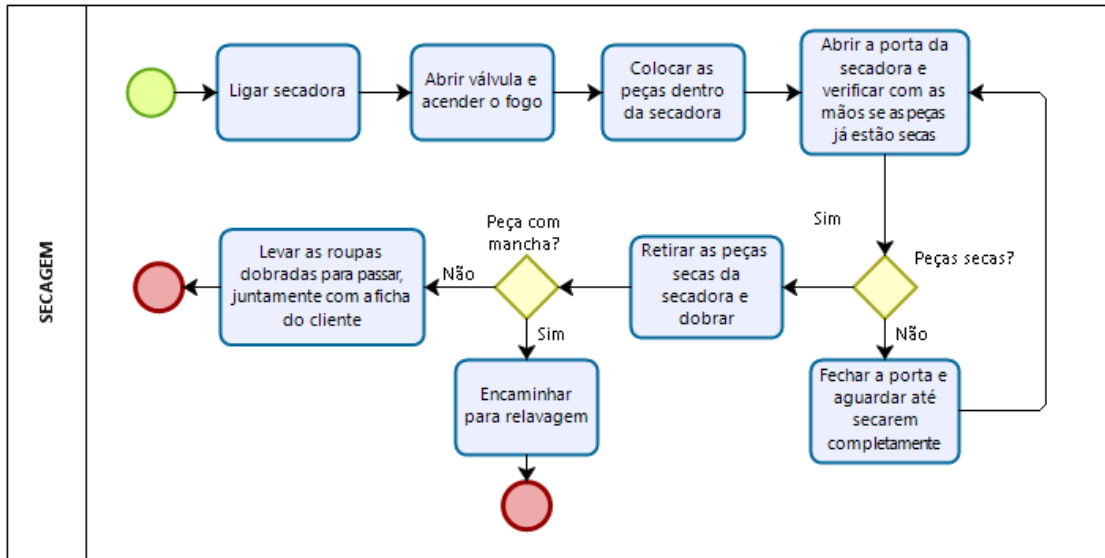 SECAGEM
Ligar secadora
Abrir válvula e
acender o fogo
Colocar as
peças dentro
da secadora
Abrir a porta da
secadora e
verificar com as
mãos se as peças
já estão secas
Sim
Peças secas?
Não
Fechar a porta e
aguardar até
secarem
completamente
Retirar as peças
secas da
secadora e
dobrar
Peça com
mancha?
Não
Sim
Levar as roupas
dobradas para passar,
juntamente com a ficha
do cliente
Encaminhar
para relavagem